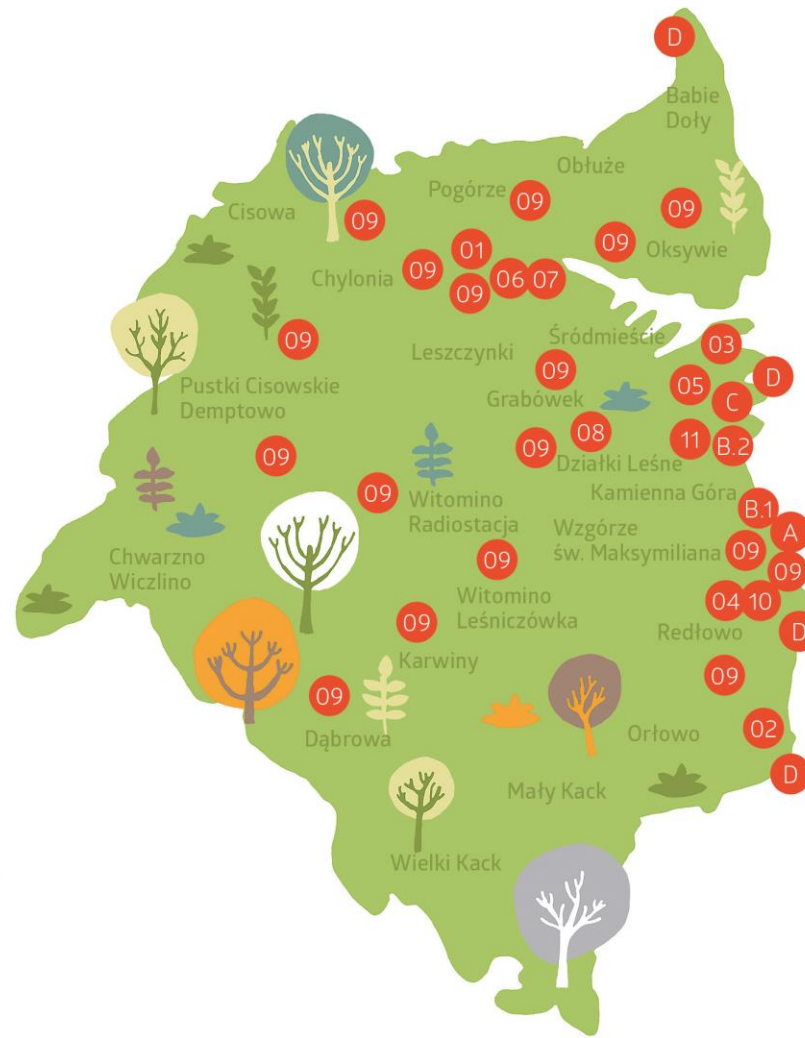 D
Babie
Doły
Obłuże
Pogórze
09
09
Cisowa
09
09
Oksywie
01
Chylonia
09
06
07
09
09
Śródmieście
03
Leszczynki
09
D
Pustki Cisowskie
Demptowo
Grabówek
05
C
08
11
B.2
09
09
Działki Leśne
09
Witomino
Radiostacja
Kamienna Góra
B.1
Wzgórze
św. Maksymiliana
A
09
Chwarzno
Wiczlino
09
09
Witomino
Leśniczówka
04
10
09
Redłowo
D
Karwiny
09
09
Dąbrowa
Orłowo
02
D
Mały Kack
Wielki Kack